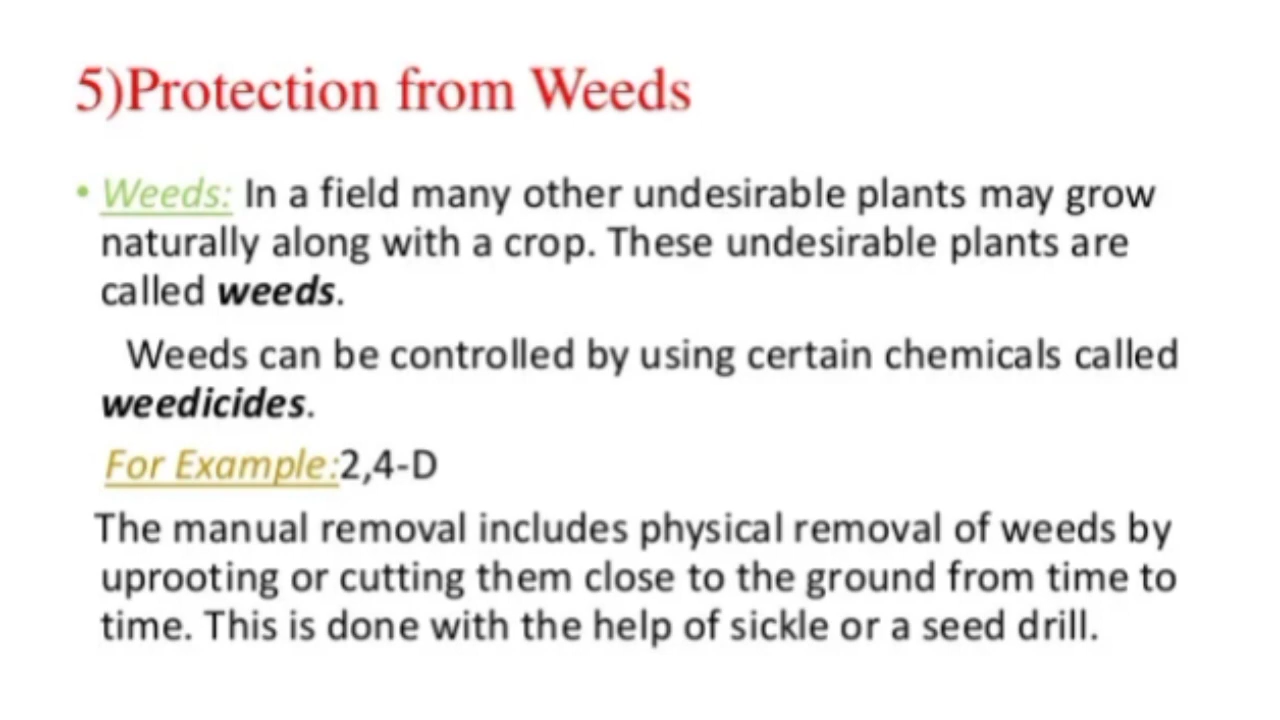 5)Protection from Weeds
• Weeds: In a field many other undesirable plants may grow
naturally along with a crop. These undesirable plants are
called weeds.
Weeds can be controlled by using certain chemicals called
weedicides.
For Example:2,4-D
The manual removal includes physical removal of weeds by
uprooting or cutting them close to the ground from time to
time. This is done with the help of sickle or a seed drill.